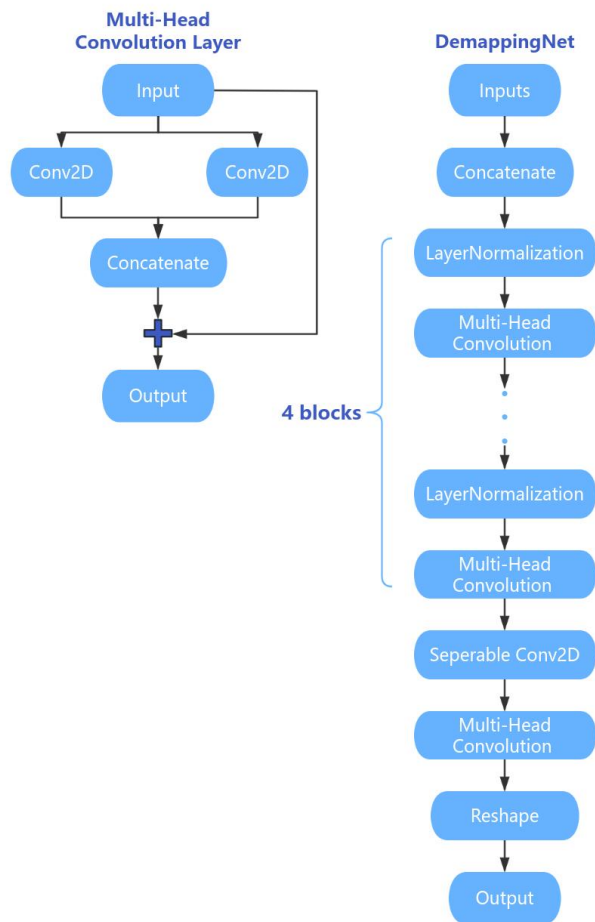 Multi-Head
Convolution Layer
Input
Conv2D
Conv2D
Concatenate
Output
DemappingNet
Inputs
Concatenate
LayerNormalization
Multi-Head
Convolution
4 blocks
LayerNormalization
Multi-Head
Convolution
Seperable Conv2D
Multi-Head
Convolution
Reshape
Output